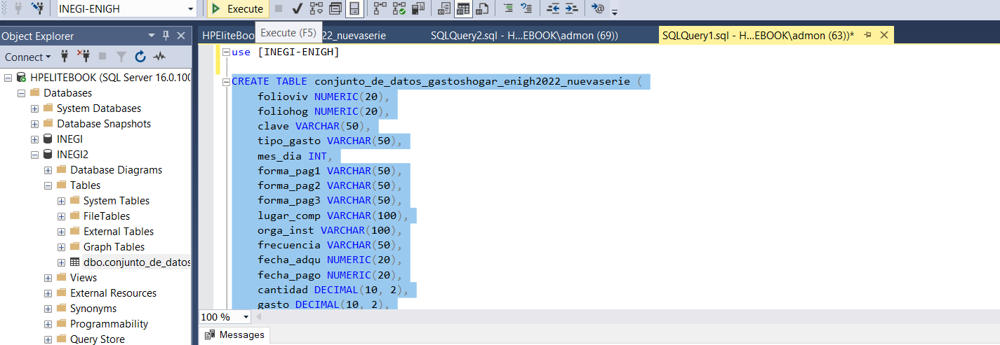 INEGI-ENIGH
Execute
Object Explorer
Connect
HPELITEBOOK (SQL Server 16.0.100
Databases
System Databases
Database Snapshots
INEGI
INEGI2
Database Diagrams
Tables
System Tables
FileTables
External Tables
Graph Tables
dbo.conjunto_de_datos
Views
External Resources
Synonyms
Programmability
Query Store
HPEliteBoo
Execute (F5)
22_nuevaserie
SQLQuery2.sql - H...EBOOK\admon (69))
SQLQuery1.sql - H...EBOOK\admon (63))*
use [INEGI-ENIGH]
CREATE TABLE conjunto_de_datos_gastoshogar_enigh2022_nuevaserie (
folioviv NUMERIC(20),
foliohog NUMERIC(20),
clave VARCHAR(50),
tipo_gasto VARCHAR(50),
mes_dia INT,
forma_pag1 VARCHAR(50),
forma_pag2 VARCHAR(50),
forma_pag3 VARCHAR(50),
lugar_comp VARCHAR(100),
orga_inst VARCHAR(100),
frecuencia VARCHAR(50),
fecha_adqu NUMERIC(20),
fecha_pago NUMERIC(20),
cantidad DECIMAL(10, 2),
gasto DECIMAL(10, 2),
100 %
Messages